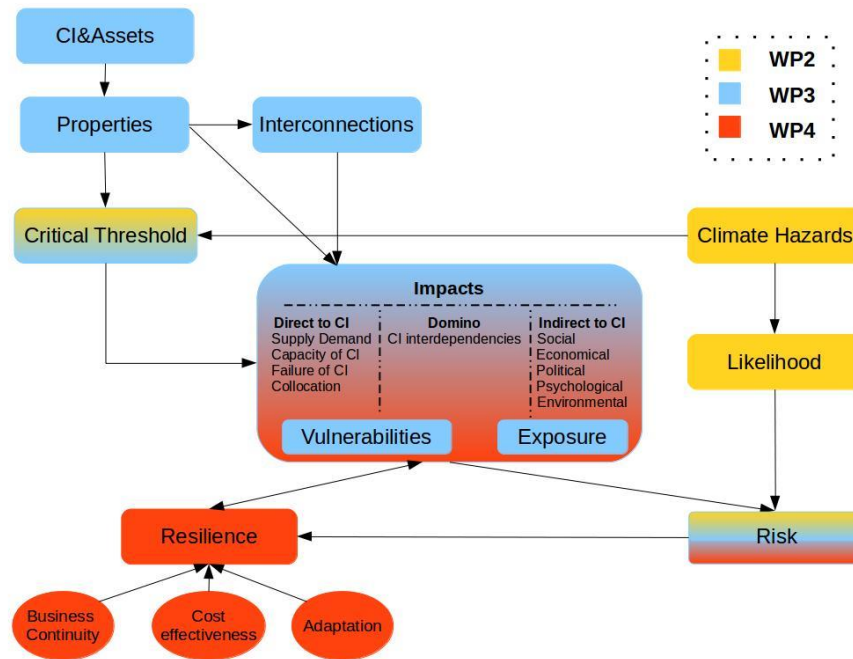 CI&Assets
WP2
WP3
WP4
Properties
Interconnections
Critical Threshold
Climate Hazards
Impacts
Direct to CI
Supply Demand
Capacity of CI
Failure of CI
Collocation
Domino
CI interdependencies
Indirect to CI
Social
Economical
Political
Psychological
Environmental
Likelihood
Vulnerabilities
Exposure
Resilience
Risk
Business
Continuity
Cost
effectiveness
Adaptation